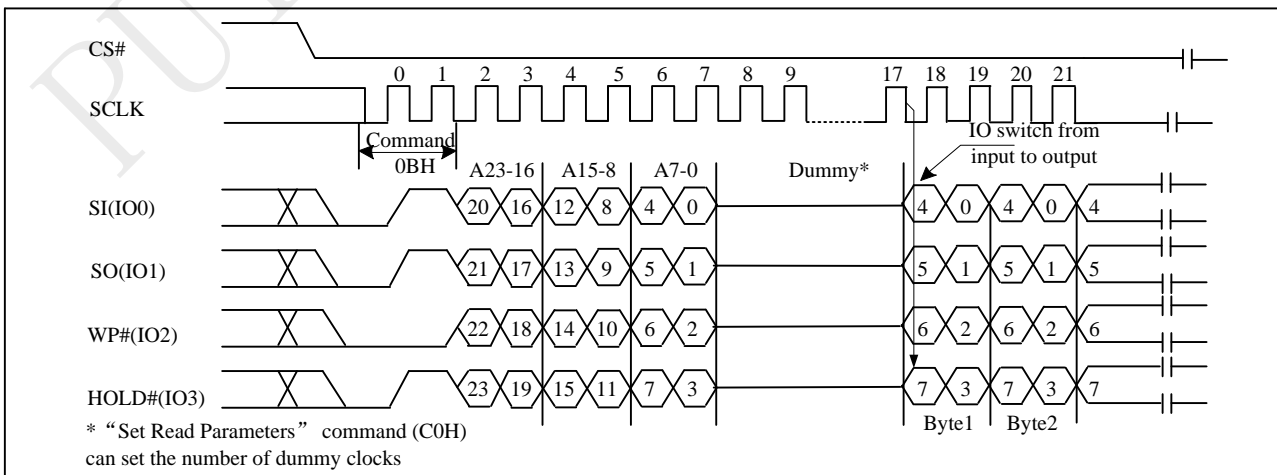 PU
CS#
0 1 2 3 4 5 6 7 8 9 17 18 19 20 21
SCLK
Command
0BH
IO switch from
input to output
A23-16 A15-8 A7-0 Dummy*
SI(IO0) 20 16 12 8 4 0 4 0 4 0 4
SO(IO1) 21 17 13 9 5 1 5 1 5 1 5
WP#(IO2) 22 18 14 10 6 2 6 2 6 2 6
HOLD#(IO3) 23 19 15 11 7 3 7 3 7 3 7
Byte1 Byte2
* “Set Read Parameters” command (C0H)
can set the number of dummy clocks